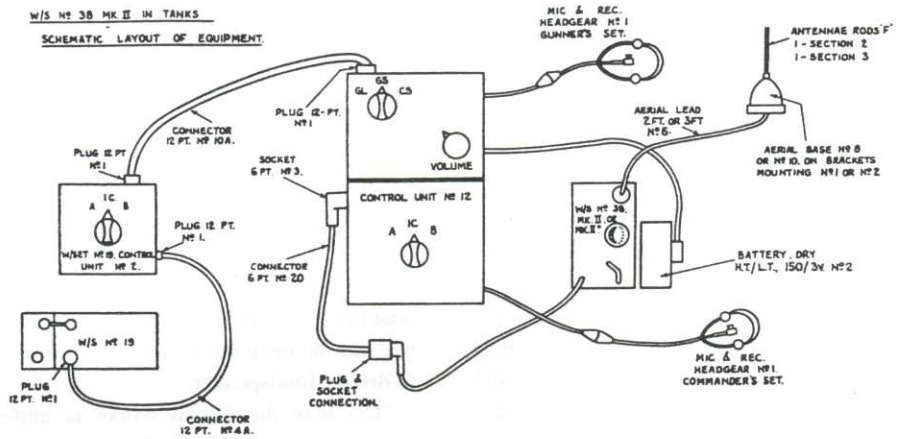 W/S Nº 38 MK.II IN TANKS
SCHEMATIC LAYOUT OF EQUIPMENT.
MIC & REC.
HEADGEAR Nº 1
GUNNER'S SET.
ANTENNAE RODS 'F'
1 - SECTION 2
1 - SECTION 3
GS
GL
CS
PLUG 12-PT.
Nº 1
CONNECTOR
12 PT. Nº 10A.
AERIAL LEAD
2FT. OR 3FT
Nº 6.
PLUG 12 PT
Nº 1
SOCKET
6 PT. Nº 3.
VOLUME
AERIAL BASE Nº 8
OR Nº 10. ON BRACKETS
MOUNTING Nº 1 OR Nº 2
I.C.
A
B
PLUG 12 PT.
Nº 1.
W/SET Nº 19. CONTROL
UNIT Nº 2.
CONTROL UNIT Nº 12
IC
A
B
W/S Nº 38.
MK. II. OR
MK. II*
CONNECTOR
6 PT. Nº 20
BATTERY. DRY
H.T./L.T., 150/3V. Nº 2
W/S Nº 19
PLUG
12 PT. Nº 1
CONNECTOR
12 PT. Nº 4A.
PLUG &
SOCKET
CONNECTION.
MIC & REC.
HEADGEAR Nº 1.
COMMANDER'S SET.